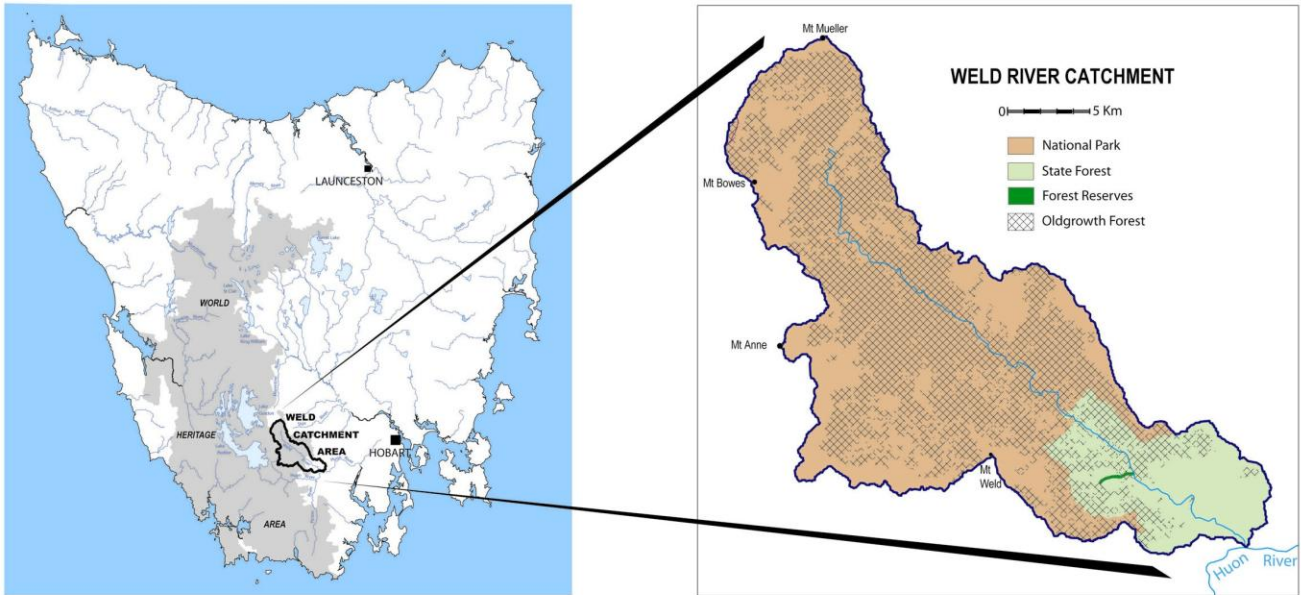 LAUNCESTON
WORLD
HERITAGE
AREA
WELD
CATCHMENT
AREA
HOBART
Mt Mueller
WELD RIVER CATCHMENT
0 5 Km
National Park
State Forest
Forest Reserves
Oldgrowth Forest
Mt Bowes
Mt Anne
Mt
Weld
Huon River